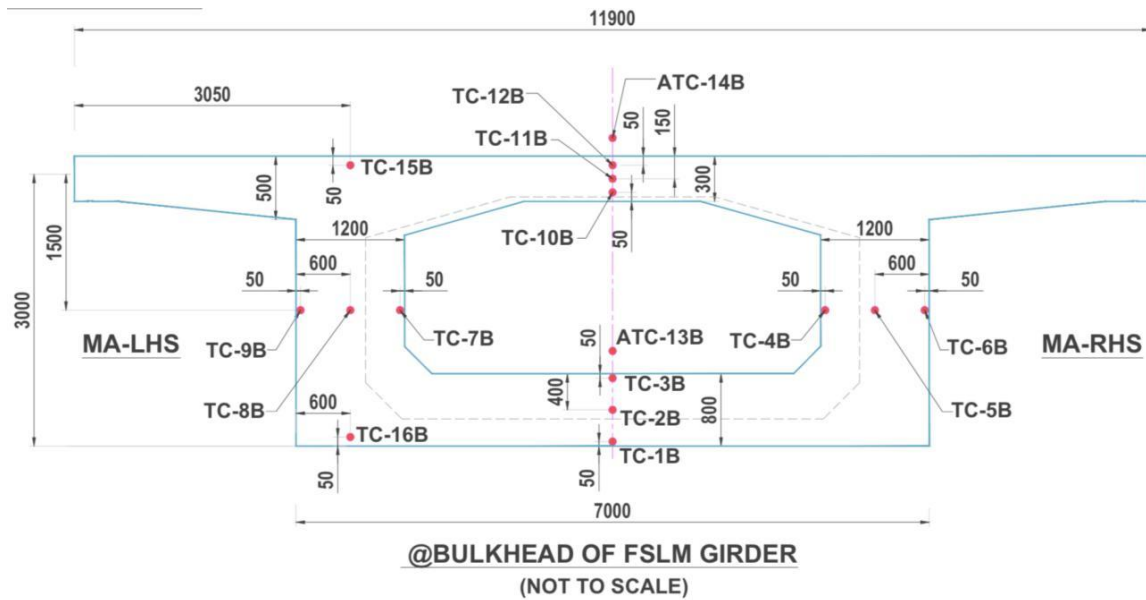 11900
3050
ATC-14B
TC-12B
50
150
TC-11B
TC-15B
50
500
300
TC-10B
50
1200
1200
1500
600
600
50
50
50
50
3000
MA-LHS
TC-9B
TC-7B
ATC-13B
TC-4B
TC-6B
MA-RHS
50
TC-8B
TC-3B
TC-5B
400
800
600
TC-2B
TC-16B
TC-1B
50
50
7000
@BULKHEAD OF FSLM GIRDER
(NOT TO SCALE)